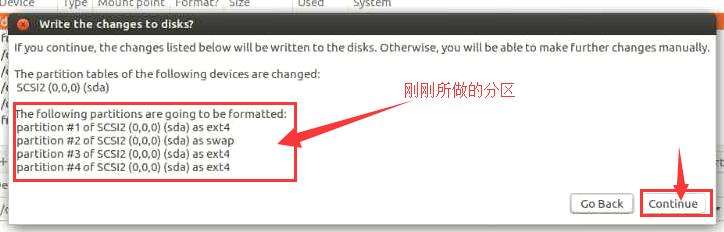 Device Type Mount point Format? Size Used System
Write the changes to disks?
If you continue, the changes listed below will be written to the disks. Otherwise, you will be able to make further changes manually.
The partition tables of the following devices are changed:
SCSI2 (0,0,0) (sda)
刚刚所做的分区
The following partitions are going to be formatted:
partition #1 of SCSI2 (0,0,0) (sda) as ext4
partition #2 of SCSI2 (0,0,0) (sda) as swap
partition #3 of SCSI2 (0,0,0) (sda) as ext4
partition #4 of SCSI2 (0,0,0) (sda) as ext4
Go Back Continue